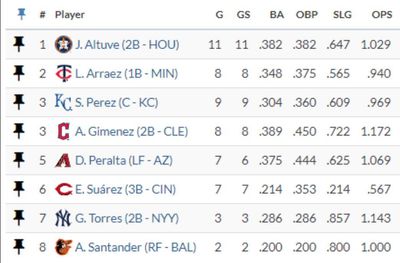 # Player G GS BA OBP SLG OPS
1 J. Altuve (2B - HOU) 11 11 .382 .382 .647 1.029
2 L. Arraez (1B - MIN) 8 8 .348 .375 .565 .940
3 KC S. Perez (C - KC) 9 9 .304 .360 .609 .969
3 A. Gimenez (2B - CLE) 8 8 .389 .450 .722 1.172
5 D. Peralta (LF - AZ) 7 6 .375 .444 .625 1.069
6 E. Suárez (3B - CIN) 7 7 .214 .353 .214 .567
7 G. Torres (2B - NYY) 3 3 .286 .286 .857 1.143
8 A. Santander (RF - BAL) 2 2 .200 .200 .800 1.000